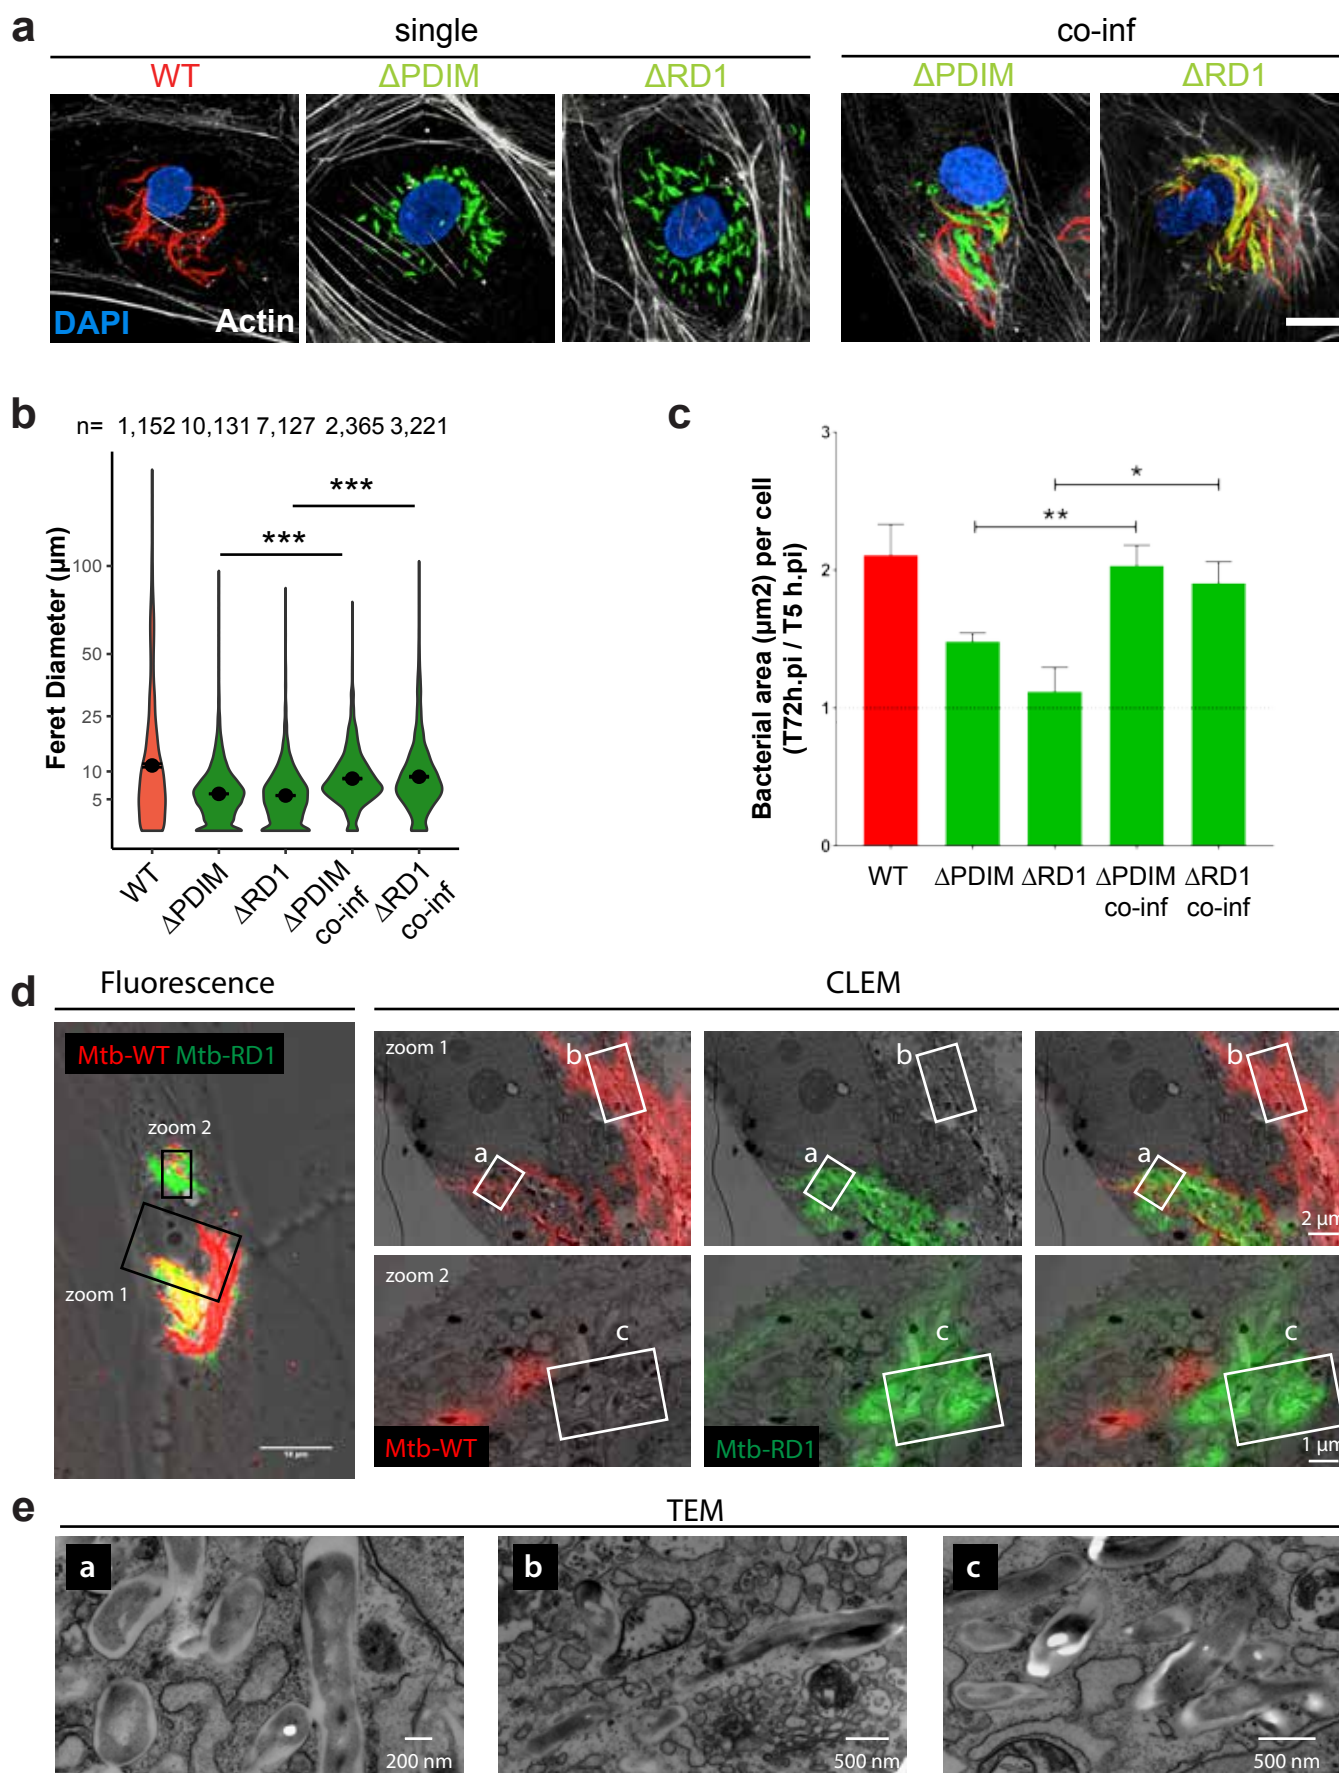 a
single
co-inf
WT
ΔPDIM
ΔRD1
ΔPDIM
ΔRD1
DAPI
Actin
b
n= 1,152 10,131 7,127 2,365 3,221
Feret Diameter (µm)
100
50
25
10
5
***
***
WT
ΔPDIM
ΔRD1
ΔPDIM
co-inf
ΔRD1
co-inf
c
Bacterial area (µm2) per cell
(T72h.pi / T5 h.pi)
3
2
1
0
*
**
WT
ΔPDIM
ΔRD1
ΔPDIM
co-inf
ΔRD1
co-inf
d
Fluorescence
CLEM
Mtb-WT Mtb-RD1
zoom 2
zoom 1
10 µm
zoom 1
b
a
b
a
b
a
2 µm
zoom 2
c
Mtb-WT
c
Mtb-RD1
c
1 µm
e
TEM
a
200 nm
b
500 nm
c
500 nm